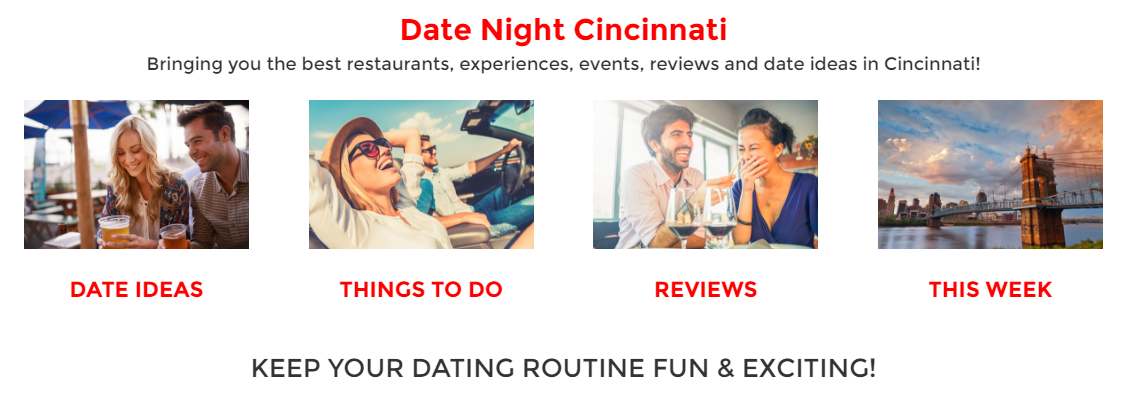 Date Night Cincinnati
Bringing you the best restaurants, experiences, events, reviews and date ideas in Cincinnati!
DATE IDEAS
THINGS TO DO
REVIEWS
THIS WEEK
KEEP YOUR DATING ROUTINE FUN & EXCITING!